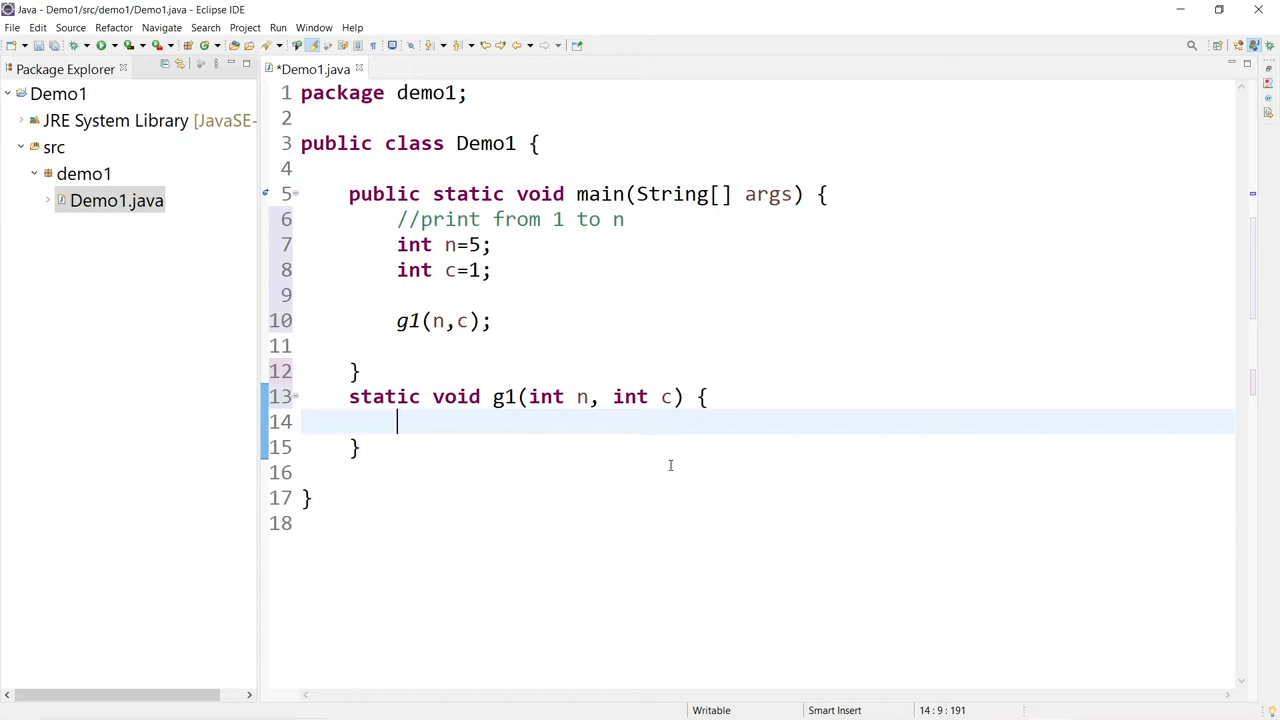 Java - Demo1/src/demo1/Demo1.java - Eclipse IDE
File Edit Source Refactor Navigate Search Project Run Window Help
Package Explorer
*Demo1.java
Demo1
JRE System Library [JavaSE-
src
demo1
Demo1.java
1 package demo1;
2
3 public class Demo1 {
4
5 public static void main(String[] args) {
6 //print from 1 to n
7 int n=5;
8 int c=1;
9
10 g1(n,c);
11
12 }
13 static void g1(int n, int c) {
14
15 }
16
17 }
18
Writable
Smart Insert
14 : 9 : 191